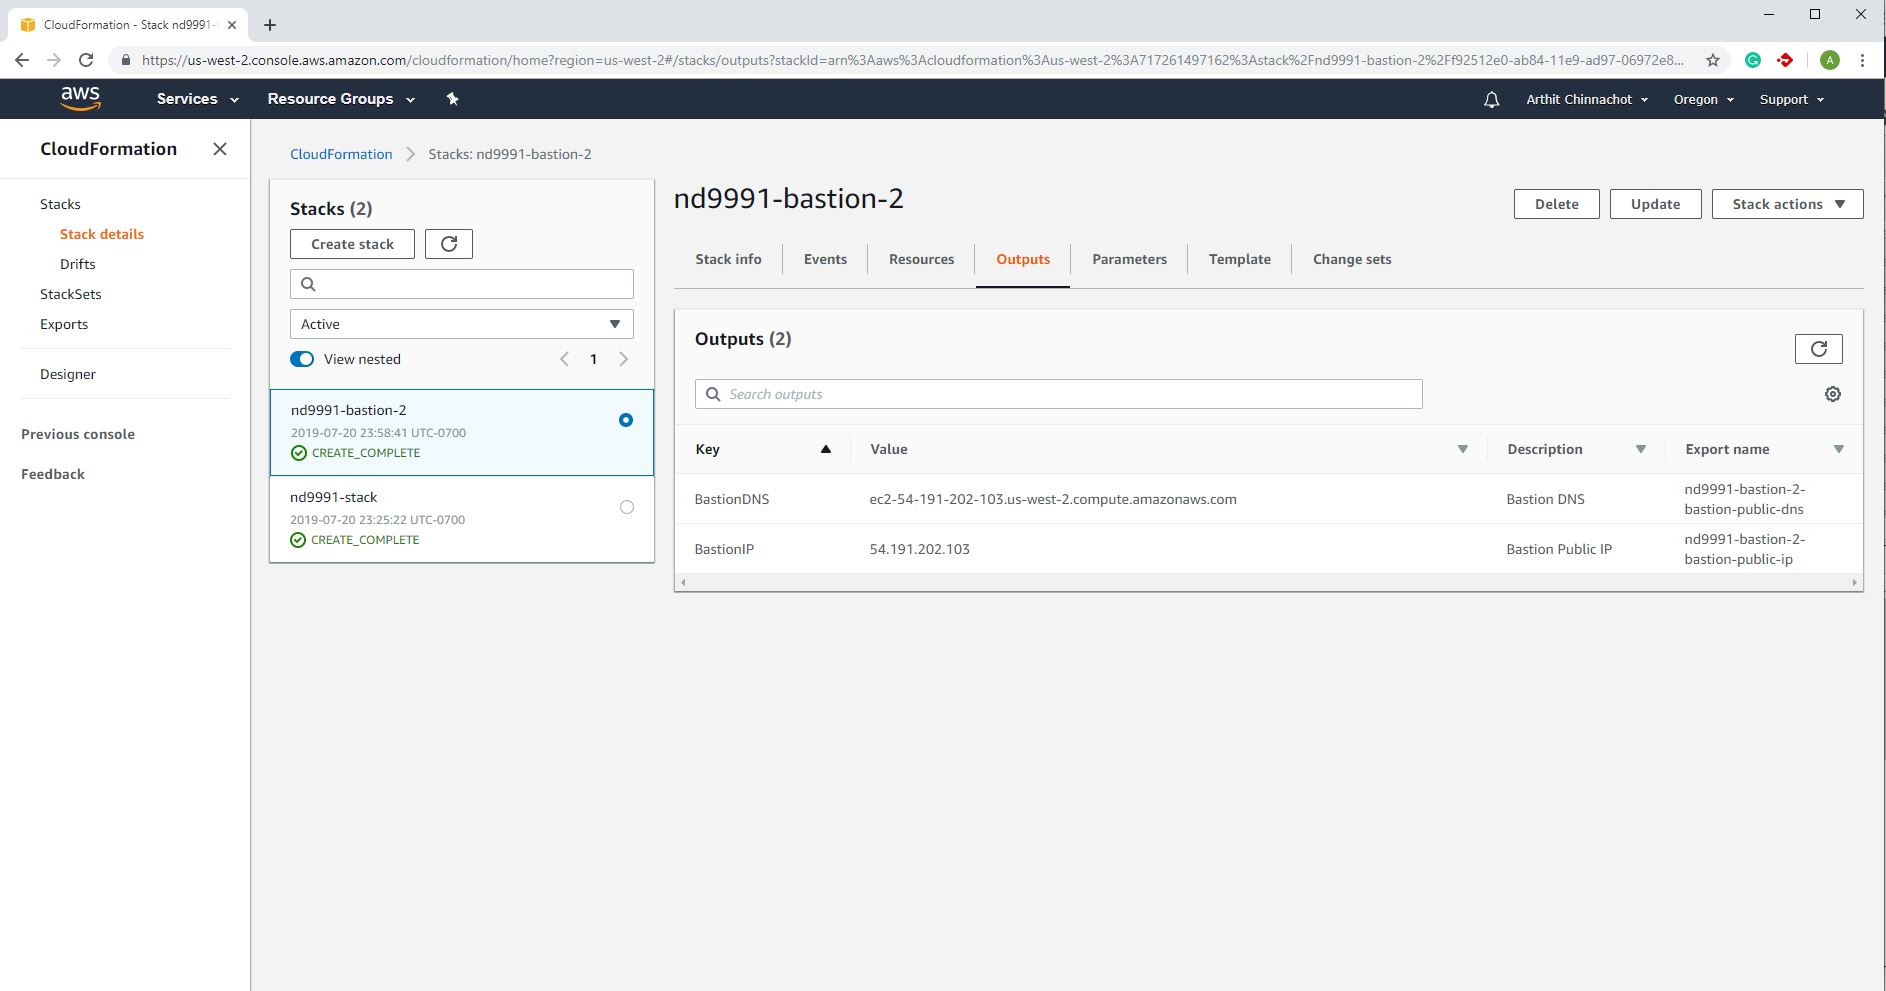 CloudFormation - Stack nd9991-
https://us-west-2.console.aws.amazon.com/cloudformation/home?region=us-west-2#/stacks/outputs?stackId=arn%3Aaws%3Acloudformation%3Aus-west-2%3A717261497162%3Astack%2Fnd9991-bastion-2%2Ff92512e0-ab84-11e9-ad97-06972e8...
A
aws
Services
Resource Groups
Arthit Chinnachot
Oregon
Support
CloudFormation
Stacks
Stack details
Drifts
StackSets
Exports
Designer
Previous console
Feedback
CloudFormation
Stacks: nd9991-bastion-2
Stacks (2)
Create stack
Active
View nested
1
nd9991-bastion-2
2019-07-20 23:58:41 UTC-0700
CREATE_COMPLETE
nd9991-stack
2019-07-20 23:25:22 UTC-0700
CREATE_COMPLETE
nd9991-bastion-2
Delete
Update
Stack actions
Stack info
Events
Resources
Outputs
Parameters
Template
Change sets
Outputs (2)
Search outputs
Key
Value
Description
Export name
BastionDNS
ec2-54-191-202-103.us-west-2.compute.amazonaws.com
Bastion DNS
nd9991-bastion-2-
bastion-public-dns
BastionIP
54.191.202.103
Bastion Public IP
nd9991-bastion-2-
bastion-public-ip